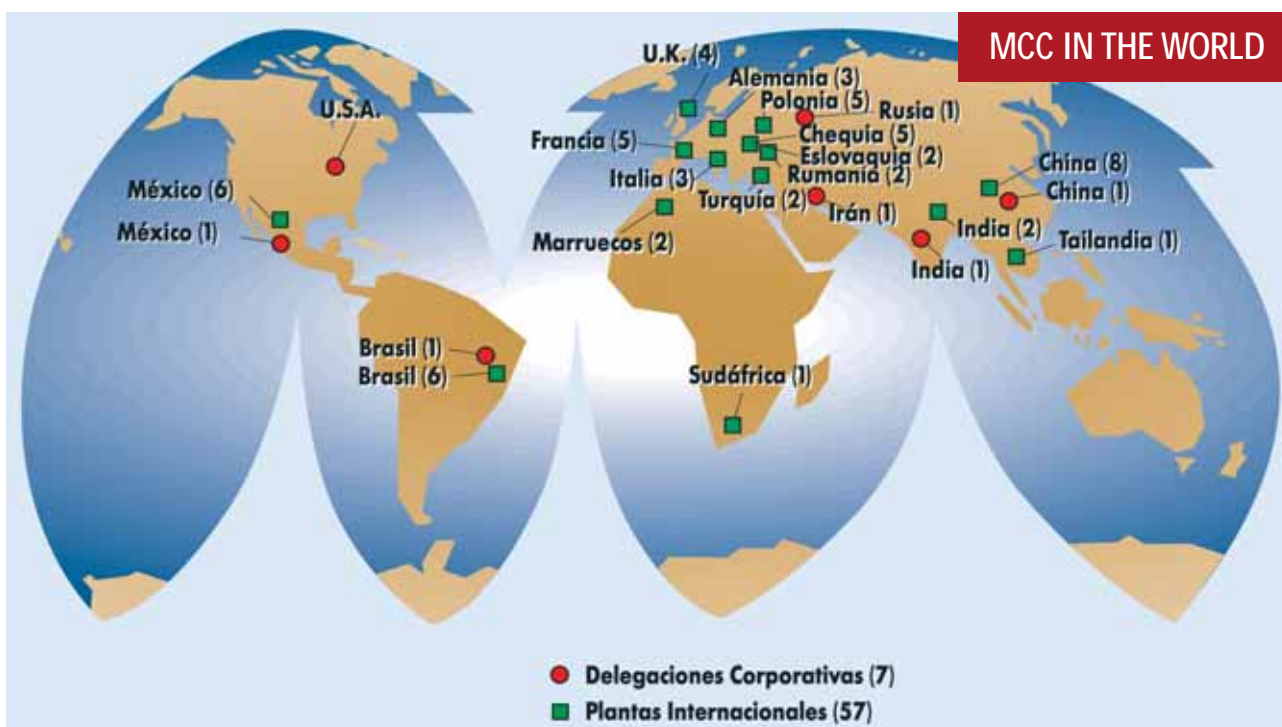 MCC IN THE WORLD
U.K. (4)
Alemania (3)
Polonia (5)
Rusia (1)
U.S.A.
Chequia (5)
Francia (5)
Eslovaquia (2)
China (8)
Italia (3)
Rumanía (2)
México (6)
China (1)
Turquía (2)
Irán (1)
India (2)
México (1)
Marruecos (2)
Tailandia (1)
India (1)
Brasil (1)
Brasil (6)
Sudáfrica (1)
Delegaciones Corporativas (7)
Plantas Internacionales (57)